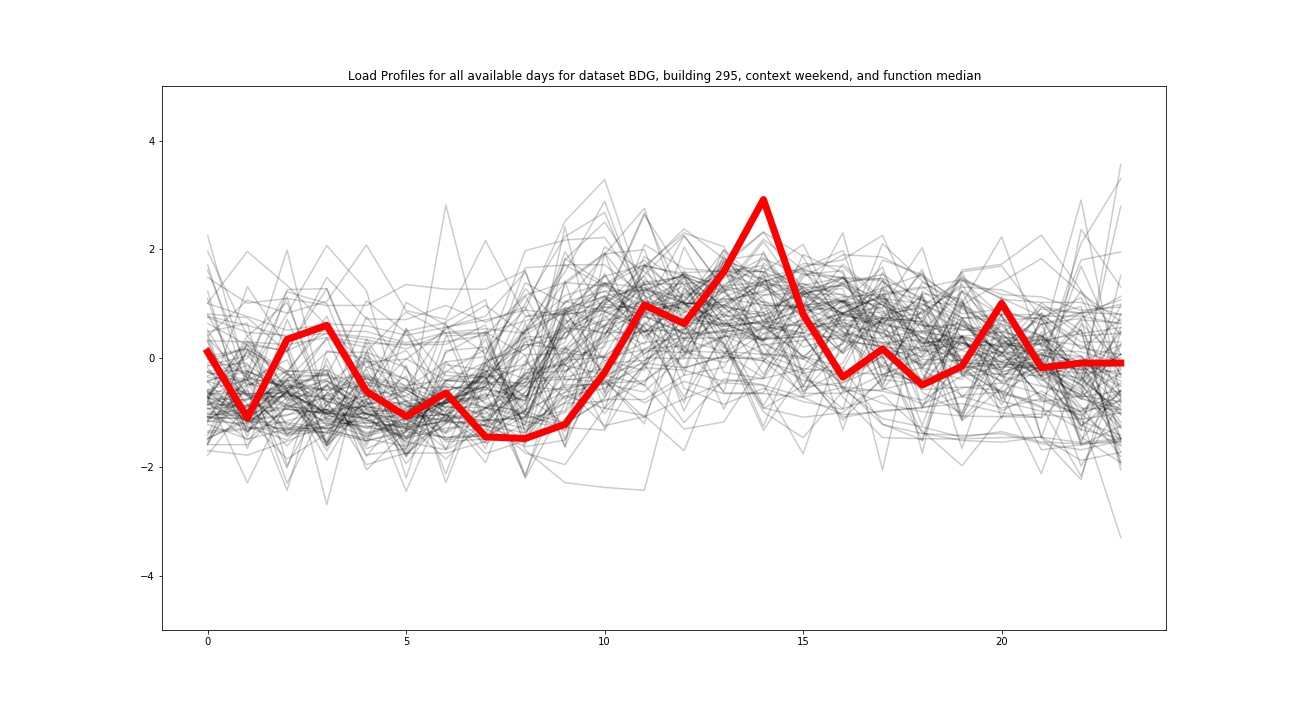 Load Profiles for all available days for dataset BDG, building 295, context weekend, and function median
4
2
0
−2
−4
0 5 10 15 20